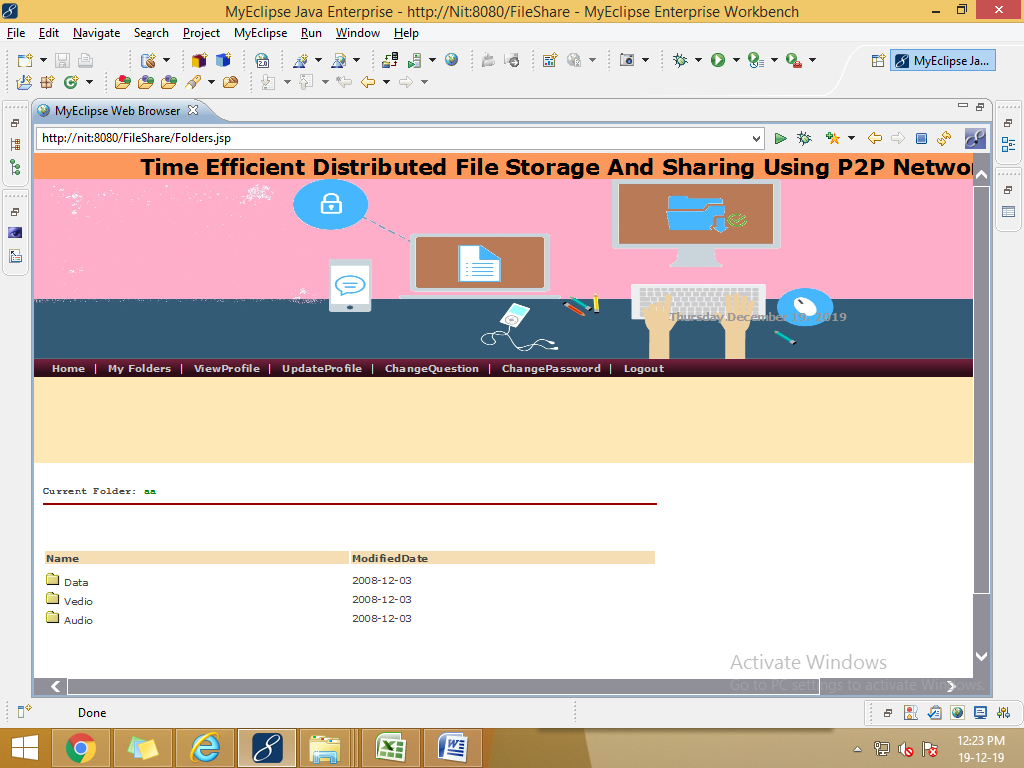 MyEclipse Java Enterprise - http://Nit:8080/FileShare - MyEclipse Enterprise Workbench
File Edit Navigate Search Project MyEclipse Run Window Help
MyEclipse Ja...
MyEclipse Web Browser
http://nit:8080/FileShare/Folders.jsp
Time Efficient Distributed File Storage And Sharing Using P2P Networ
Thursday,December 19, 2019
Home | My Folders | ViewProfile | UpdateProfile | ChangeQuestion | ChangePassword | Logout
Current Folder: aa
Name ModifiedDate
Data 2008-12-03
Vedio 2008-12-03
Audio 2008-12-03
Activate Windows
Go to PC settings to activate Windows.
Done
12:23 PM
19-12-19